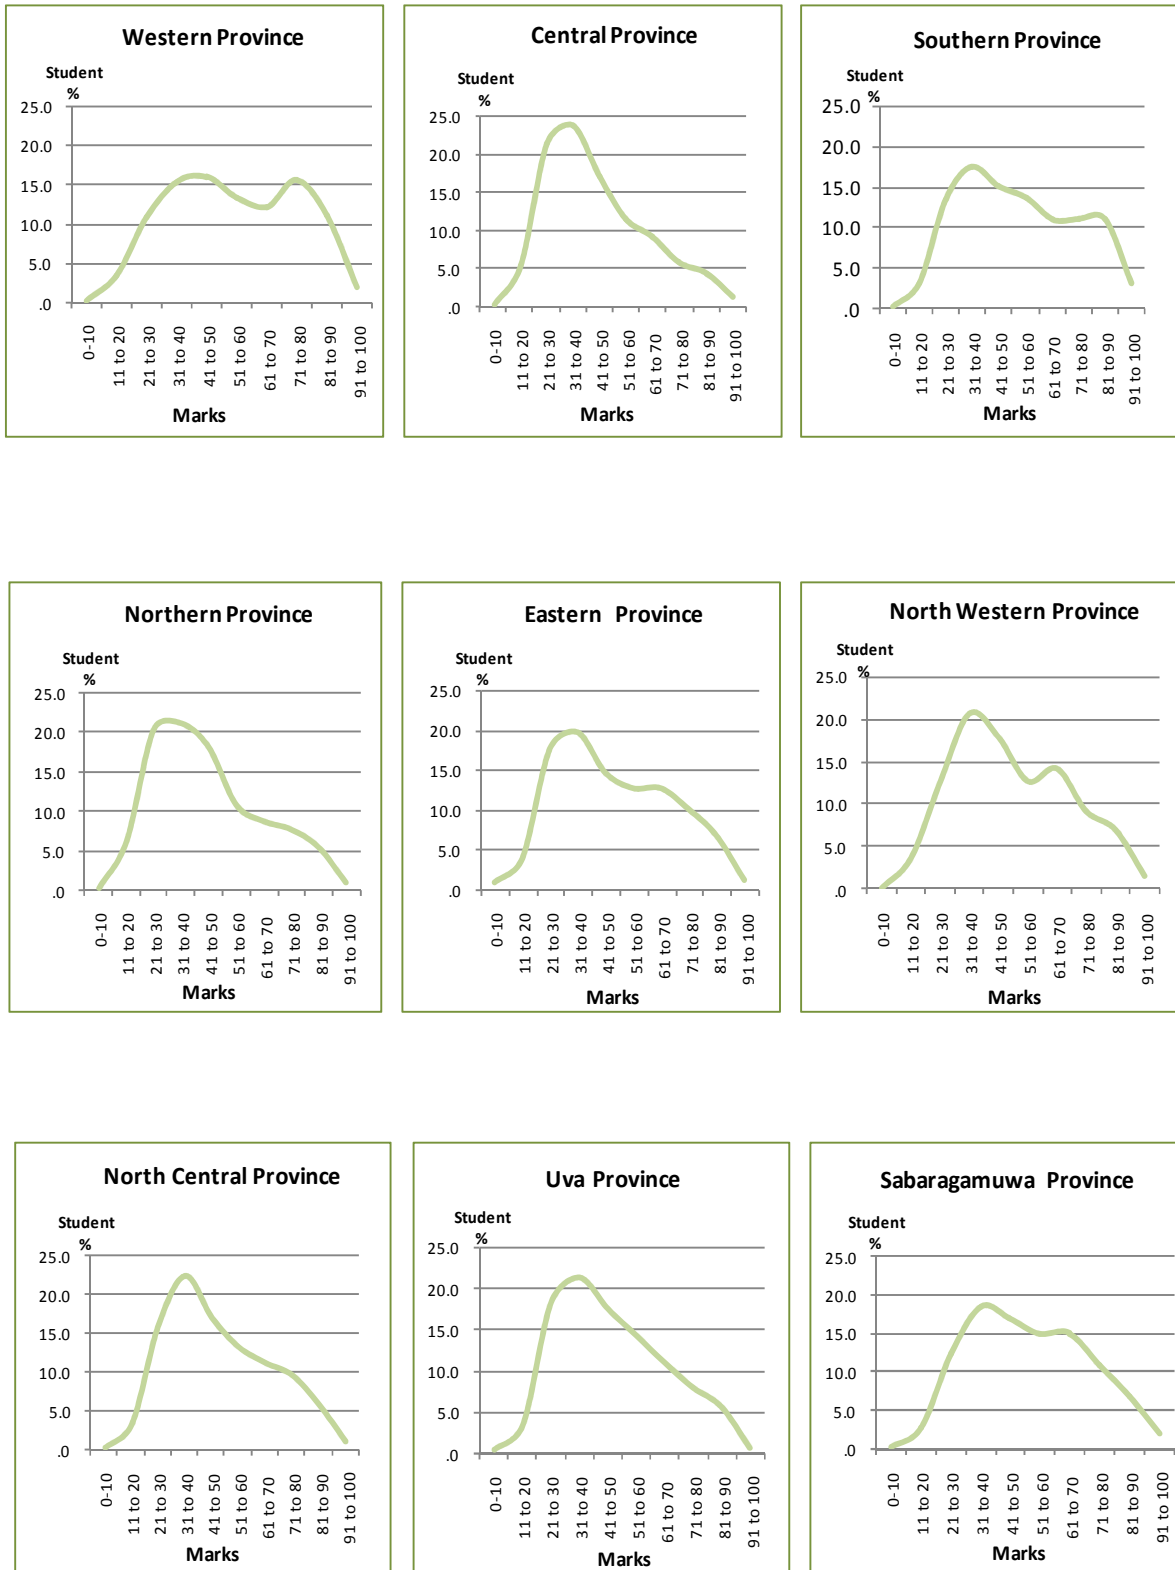 Western Province
Student
%
25.0
20.0
15.0
10.0
5.0
.0
0-10
11 to 20
21 to 30
31 to 40
41 to 50
51 to 60
61 to 70
71 to 80
81 to 90
91 to 100
Marks
Central Province
Student
%
25.0
20.0
15.0
10.0
5.0
.0
0-10
11 to 20
21 to 30
31 to 40
41 to 50
51 to 60
61 to 70
71 to 80
81 to 90
91 to 100
Marks
Southern Province
Student
%
25.0
20.0
15.0
10.0
5.0
.0
0-10
11 to 20
21 to 30
31 to 40
41 to 50
51 to 60
61 to 70
71 to 80
81 to 90
91 to 100
Marks
Northern Province
Student
%
25.0
20.0
15.0
10.0
5.0
.0
0-10
11 to 20
21 to 30
31 to 40
41 to 50
51 to 60
61 to 70
71 to 80
81 to 90
91 to 100
Marks
Eastern Province
Student
%
25.0
20.0
15.0
10.0
5.0
.0
0-10
11 to 20
21 to 30
31 to 40
41 to 50
51 to 60
61 to 70
71 to 80
81 to 90
91 to 100
Marks
North Western Province
Student
%
25.0
20.0
15.0
10.0
5.0
.0
0-10
11 to 20
21 to 30
31 to 40
41 to 50
51 to 60
61 to 70
71 to 80
81 to 90
91 to 100
Marks
North Central Province
Student
%
25.0
20.0
15.0
10.0
5.0
.0
0-10
11 to 20
21 to 30
31 to 40
41 to 50
51 to 60
61 to 70
71 to 80
81 to 90
91 to 100
Marks
Uva Province
Student
%
25.0
20.0
15.0
10.0
5.0
.0
0-10
11 to 20
21 to 30
31 to 40
41 to 50
51 to 60
61 to 70
71 to 80
81 to 90
91 to 100
Marks
Sabaragamuwa Province
Student
%
25.0
20.0
15.0
10.0
5.0
.0
0-10
11 to 20
21 to 30
31 to 40
41 to 50
51 to 60
61 to 70
71 to 80
81 to 90
91 to 100
Marks